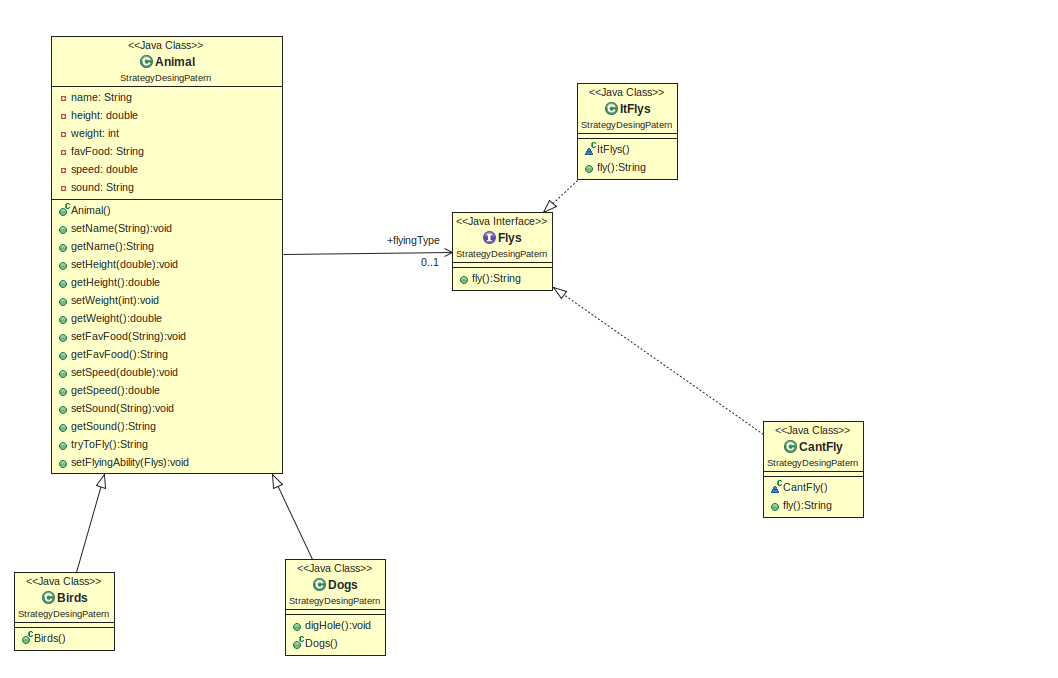 <<Java Class>>
Animal
StrategyDesingPatern
name: String
height: double
weight: int
favFood: String
speed: double
sound: String
Animal()
setName(String):void
getName():String
setHeight(double):void
getHeight():double
setWeight(int):void
getWeight():double
setFavFood(String):void
getFavFood():String
setSpeed(double):void
getSpeed():double
setSound(String):void
getSound():String
tryToFly():String
setFlyingAbility(Flys):void
+flyingType
0..1
<<Java Class>>
ItFlys
StrategyDesingPatern
ItFlys()
fly():String
<<Java Interface>>
Flys
StrategyDesingPatern
fly():String
<<Java Class>>
CantFly
StrategyDesingPatern
CantFly()
fly():String
<<Java Class>>
Birds
StrategyDesingPatern
Birds()
<<Java Class>>
Dogs
StrategyDesingPatern
digHole():void
Dogs()